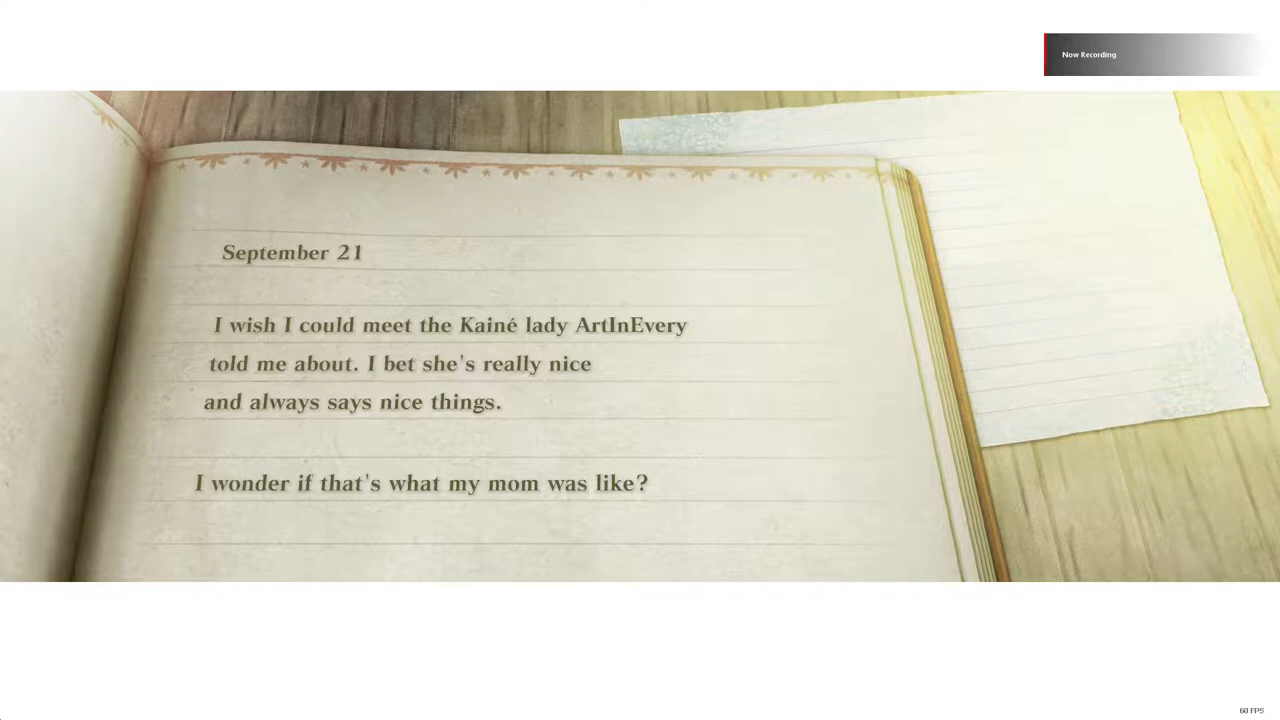 Now Recording
September 21
I wish I could meet the Kainé lady ArtInEvery
told me about. I bet she's really nice
and always says nice things.
I wonder if that's what my mom was like?
60 FPS